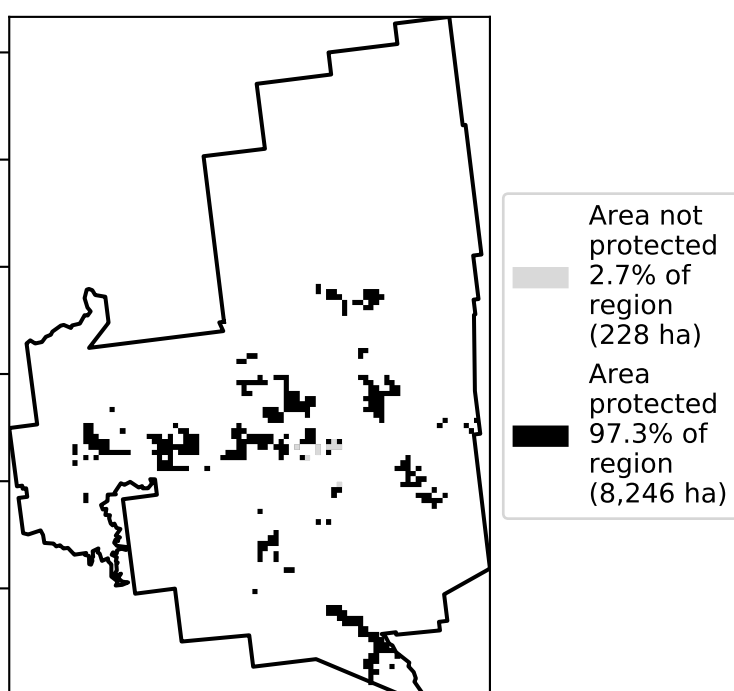 Area not
protected
2.7% of
region
(228 ha)
Area
protected
97.3% of
region
(8,246 ha)